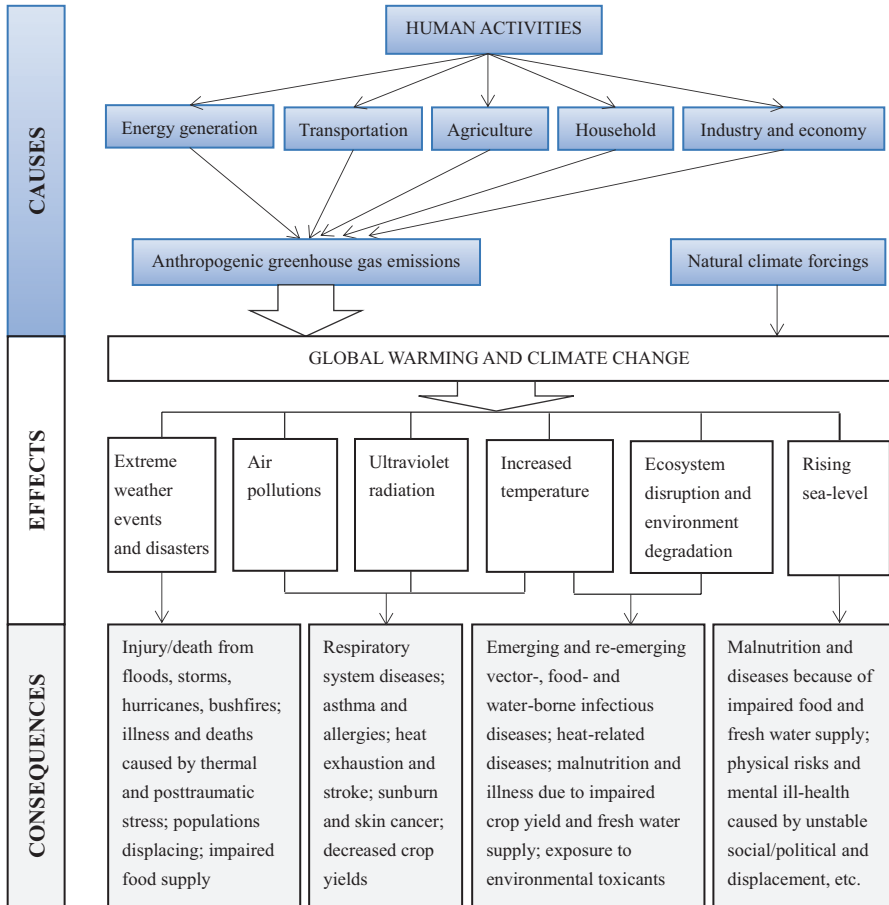 CAUSES
HUMAN ACTIVITIES
Energy generation
Transportation
Agriculture
Household
Industry and economy
Anthropogenic greenhouse gas emissions
Natural climate forcings
EFFECTS
GLOBAL WARMING AND CLIMATE CHANGE
Extreme
weather
events
and disasters
Air
pollutions
Ultraviolet
radiation
Increased
temperature
Ecosystem
disruption and
environment
degradation
Rising
sea-level
CONSEQUENCES
Injury/death from
floods, storms,
hurricanes, bushfires;
illness and deaths
caused by thermal
and posttraumatic
stress; populations
displacing; impaired
food supply
Respiratory
system diseases;
asthma and
allergies; heat
exhaustion and
stroke; sunburn
and skin cancer;
decreased crop
yields
Emerging and re-emerging
vector-, food- and
water-borne infectious
diseases; heat-related
diseases; malnutrition and
illness due to impaired
crop yield and fresh water
supply; exposure to
environmental toxicants
Malnutrition and
diseases because of
impaired food and
fresh water supply;
physical risks and
mental ill-health
caused by unstable
social/political and
displacement, etc.